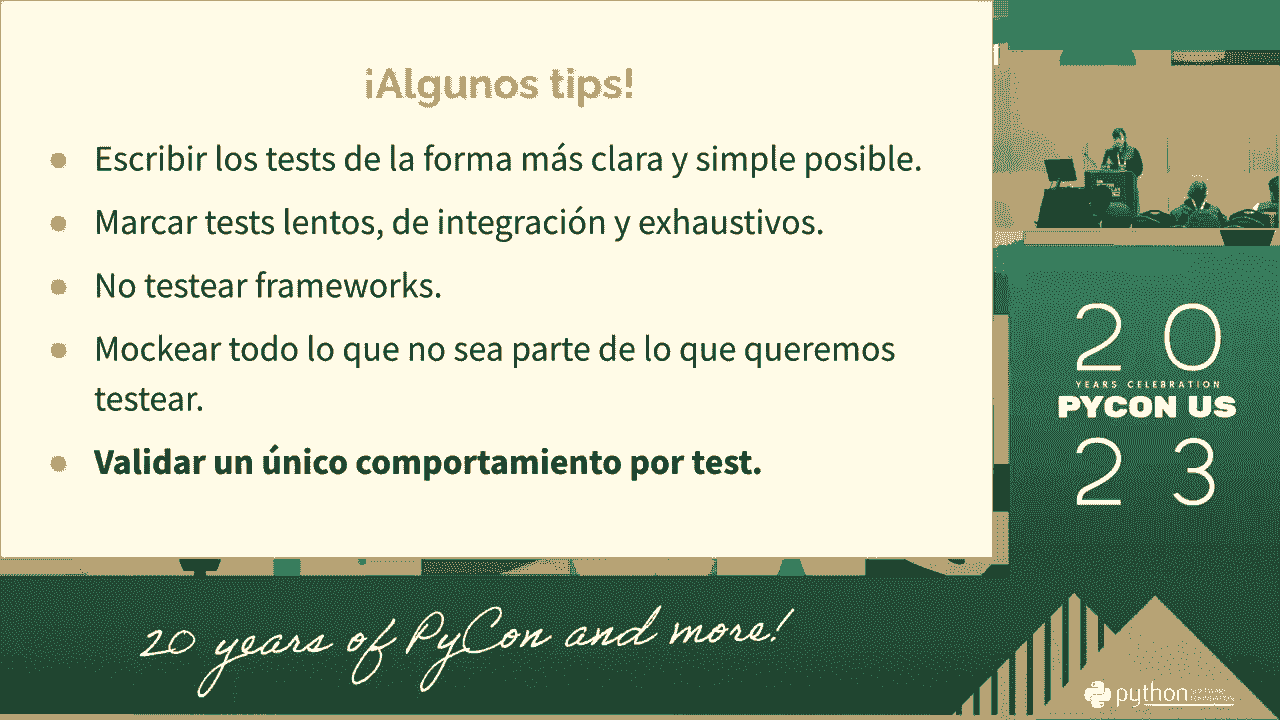 ¡Algunos tips!
Escribir los tests de la forma más clara y simple posible.
Marcar tests lentos, de integración y exhaustivos.
No testear frameworks.
Mockear todo lo que no sea parte de lo que queremos
testear.
Validar un único comportamiento por test.
20
YEARS CELEBRATION
PYCON US
23
20 years of PyCon and more!
python